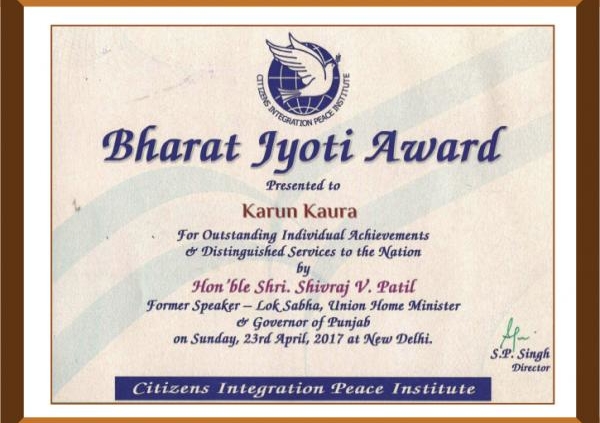 CITIZENS INTEGRATION PEACE INSTITUTE
Bharat Jyoti Award
Presented to
Karun Kaura
For Outstanding Individual Achievements
& Distinguished Services to the Nation
by
Hon'ble Shri. Shivraj V. Patil
Former Speaker – Lok Sabha, Union Home Minister
& Governor of Punjab
on Sunday, 23rd April, 2017 at New Delhi.
S.P. Singh
Director
Citizens Integration Peace Institute